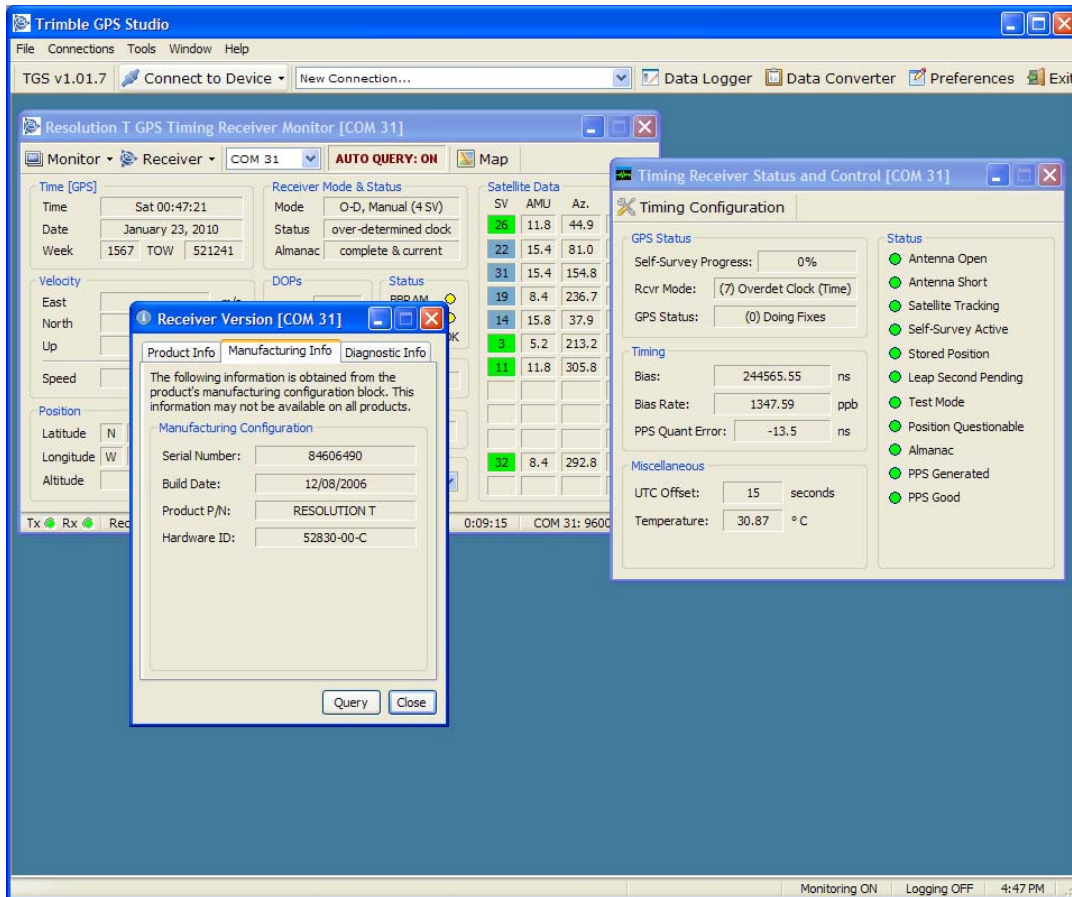 Trimble GPS Studio
File Connections Tools Window Help
TGS v1.01.7 Connect to Device New Connection... Data Logger Data Converter Preferences Exit
Resolution T GPS Timing Receiver Monitor [COM 31]
Monitor Receiver COM 31 AUTO QUERY: ON Map
Time [GPS]
Time Sat 00:47:21
Date January 23, 2010
Week 1567 TOW 521241
Receiver Mode & Status
Mode O-D, Manual (4 SV)
Status over-determined clock
Almanac complete & current
Satellite Data
SV AMU Az.
26 11.8 44.9
22 15.4 81.0
31 15.4 154.8
19 8.4 236.7
14 15.8 37.9
3 5.2 213.2
11 11.8 305.8
32 8.4 292.8
Velocity
East
North
Up
Speed
DOPs
Status
Position
Latitude N
Longitude W
Altitude
Tx Rx 0:09:15 COM 31: 9600
Receiver Version [COM 31]
Product Info Manufacturing Info Diagnostic Info
The following information is obtained from the
product's manufacturing configuration block. This
information may not be available on all products.
Manufacturing Configuration
Serial Number: 84606490
Build Date: 12/08/2006
Product P/N: RESOLUTION T
Hardware ID: 52830-00-C
Query Close
Timing Receiver Status and Control [COM 31]
Timing Configuration
GPS Status
Self-Survey Progress: 0%
Rcvr Mode: (7) Overdet Clock (Time)
GPS Status: (0) Doing Fixes
Timing
Bias: 244565.55 ns
Bias Rate: 1347.59 ppb
PPS Quant Error: -13.5 ns
Miscellaneous
UTC Offset: 15 seconds
Temperature: 30.87 °C
Status
Antenna Open
Antenna Short
Satellite Tracking
Self-Survey Active
Stored Position
Leap Second Pending
Test Mode
Position Questionable
Almanac
PPS Generated
PPS Good
Monitoring ON Logging OFF 4:47 PM